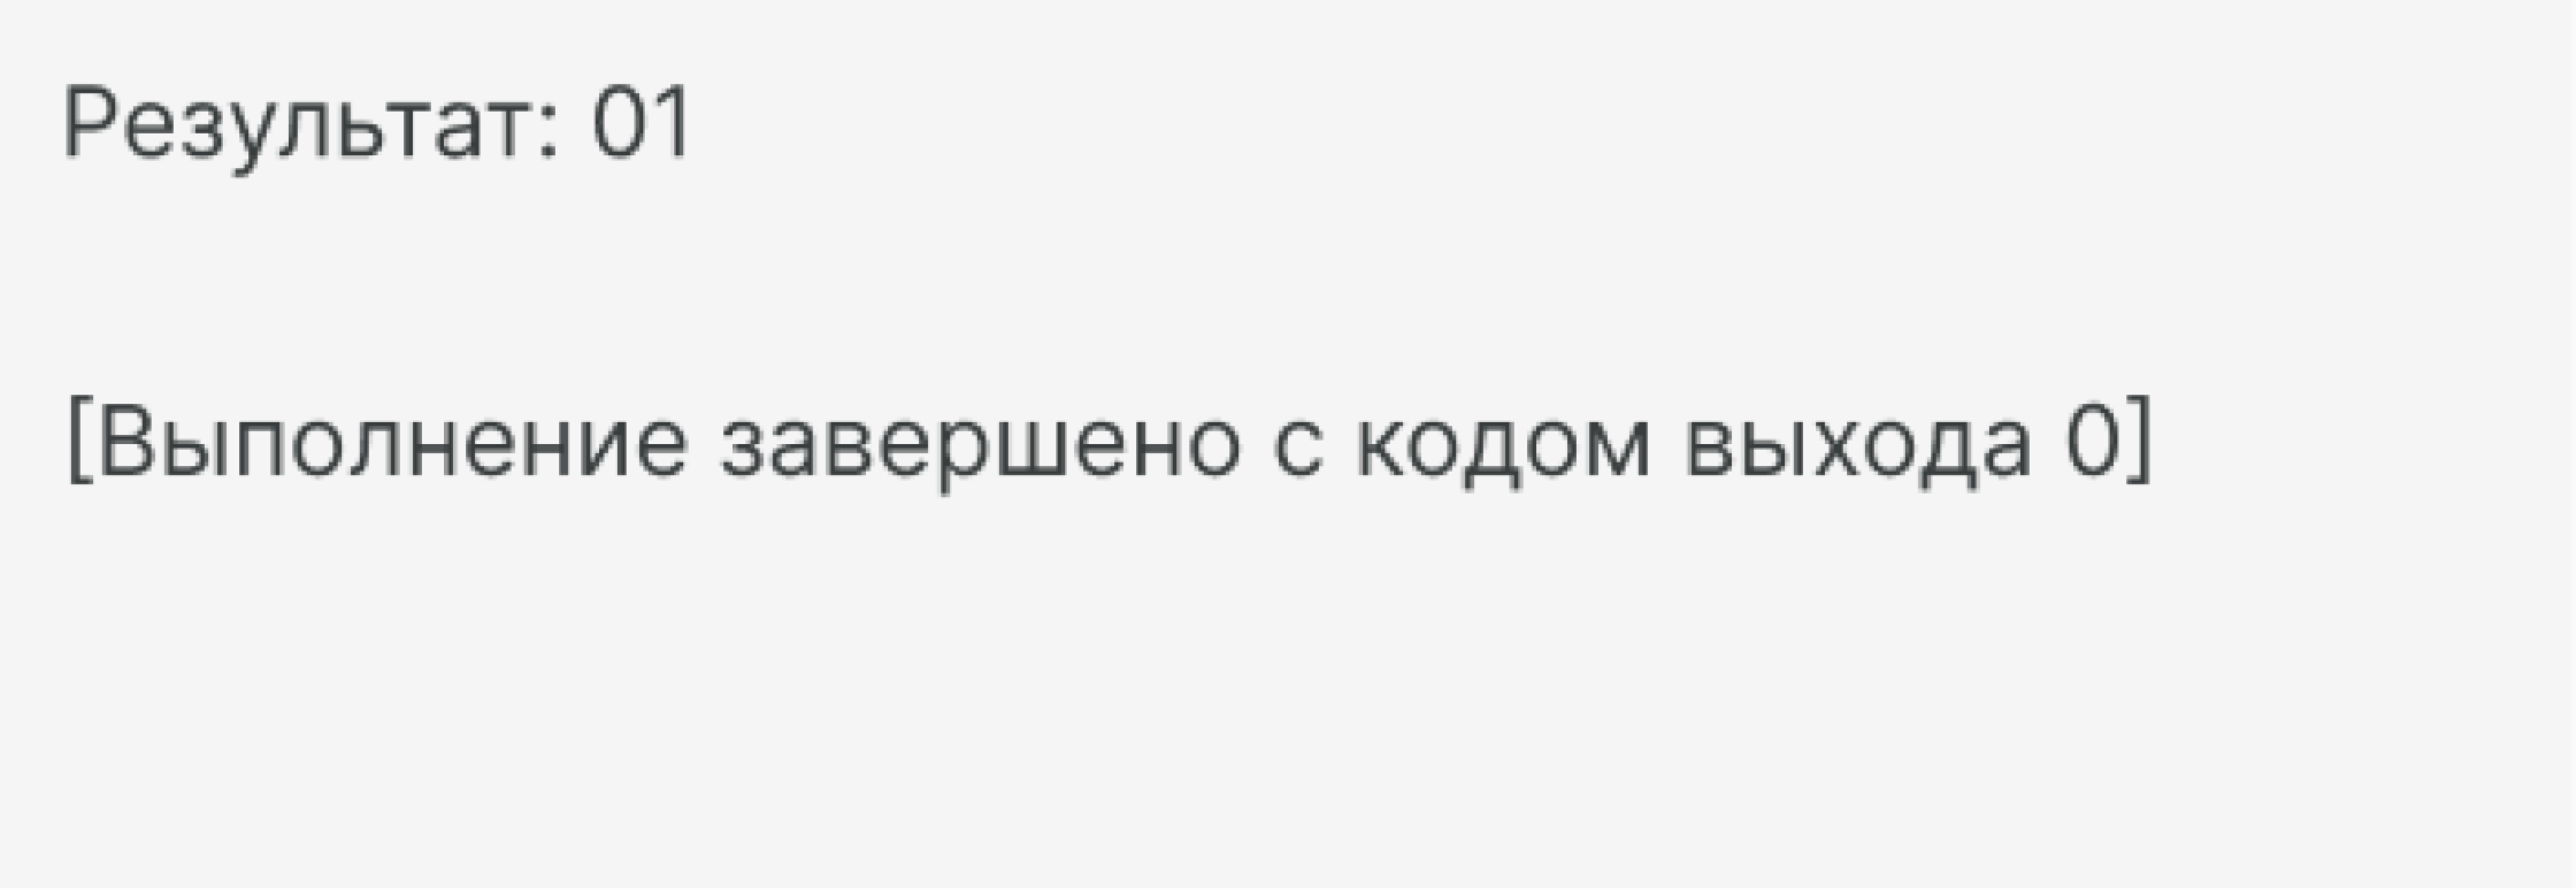 Результат: 01
[Выполнение завершено с кодом выхода 0]